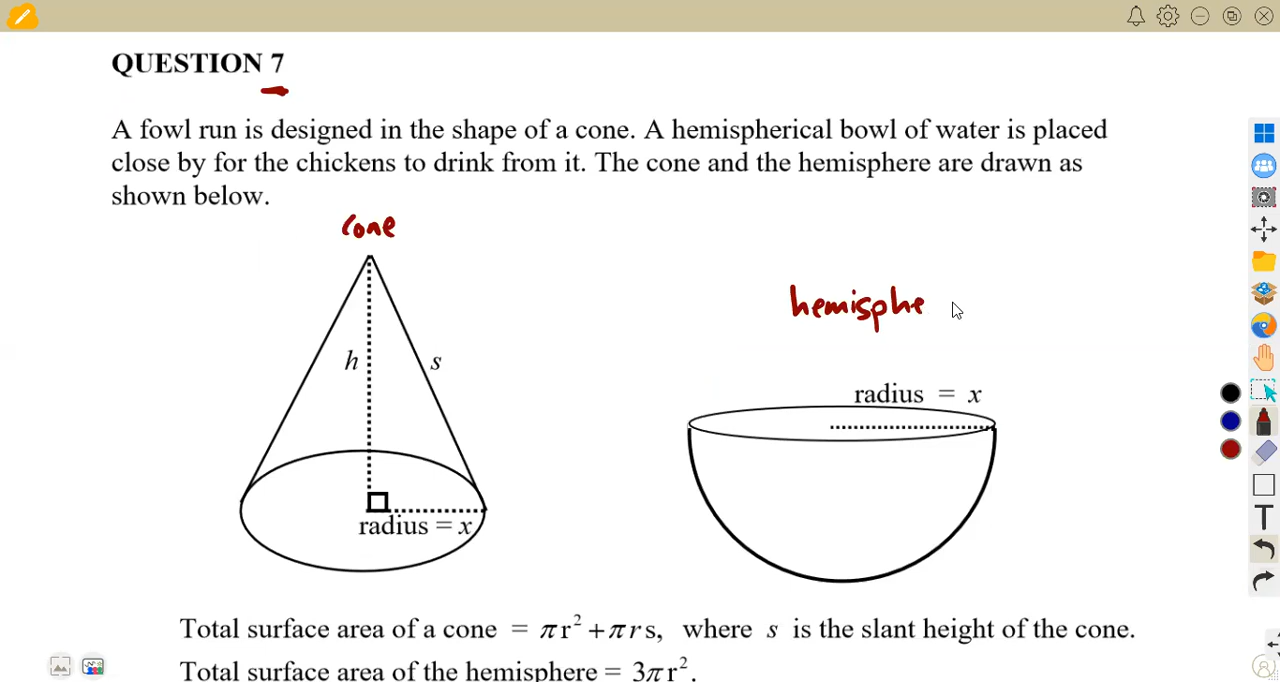 QUESTION 7
A fowl run is designed in the shape of a cone. A hemispherical bowl of water is placed
close by for the chickens to drink from it. The cone and the hemisphere are drawn as
shown below.
cone
hemisphe
h
s
radius = x
radius = x
Total surface area of a cone = πr² + πrs, where s is the slant height of the cone.
Total surface area of the hemisphere = 3πr².
T